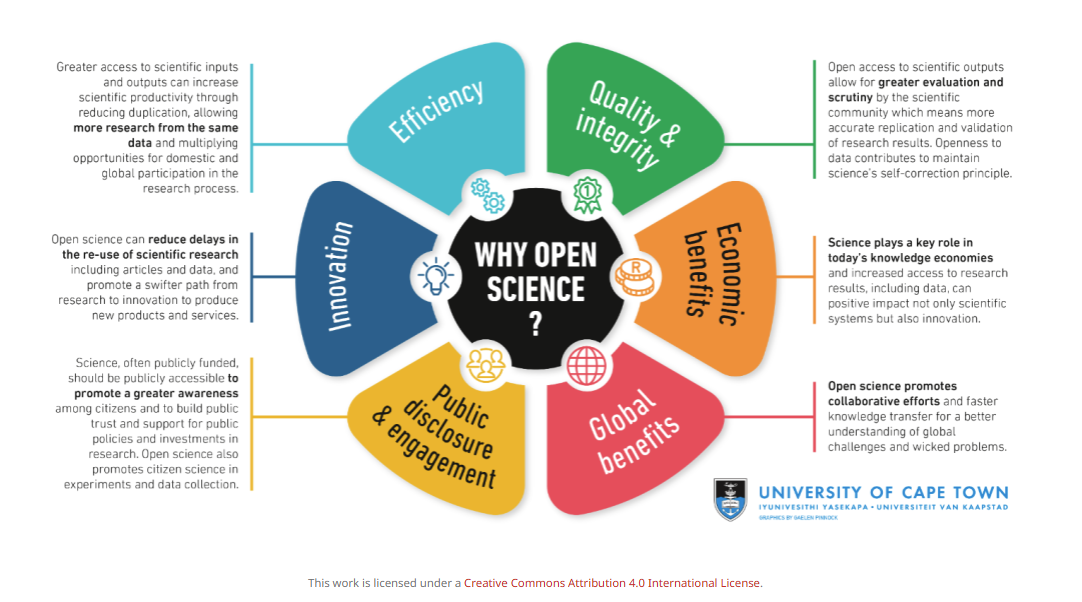 WHY OPEN
SCIENCE
?
Efficiency
Greater access to scientific inputs
and outputs can increase
scientific productivity through
reducing duplication, allowing
more research from the same
data and multiplying
opportunities for domestic and
global participation in the
research process.
Quality &
integrity
1
Open access to scientific outputs
allow for greater evaluation and
scrutiny by the scientific
community which means more
accurate replication and validation
of research results. Openness to
data contributes to maintain
science's self-correction principle.
Innovation
Open science can reduce delays in
the re-use of scientific research
including articles and data, and
promote a swifter path from
research to innovation to produce
new products and services.
Economic
benefits
R
Science plays a key role in
today's knowledge economies
and increased access to research
results, including data, can
positive impact not only scientific
systems but also innovation.
Public
disclosure
& engagement
Science, often publicly funded,
should be publicly accessible to
promote a greater awareness
among citizens and to build public
trust and support for public
policies and investments in
research. Open science also
promotes citizen science in
experiments and data collection.
Global
benefits
Open science promotes
collaborative efforts and faster
knowledge transfer for a better
understanding of global
challenges and wicked problems.
UNIVERSITY OF CAPE TOWN
IYUNIVESITHI YASEKAPA • UNIVERSITEIT VAN KAAPSTAD
GRAPHICS BY GAELEN PINNOCK
This work is licensed under a Creative Commons Attribution 4.0 International License.